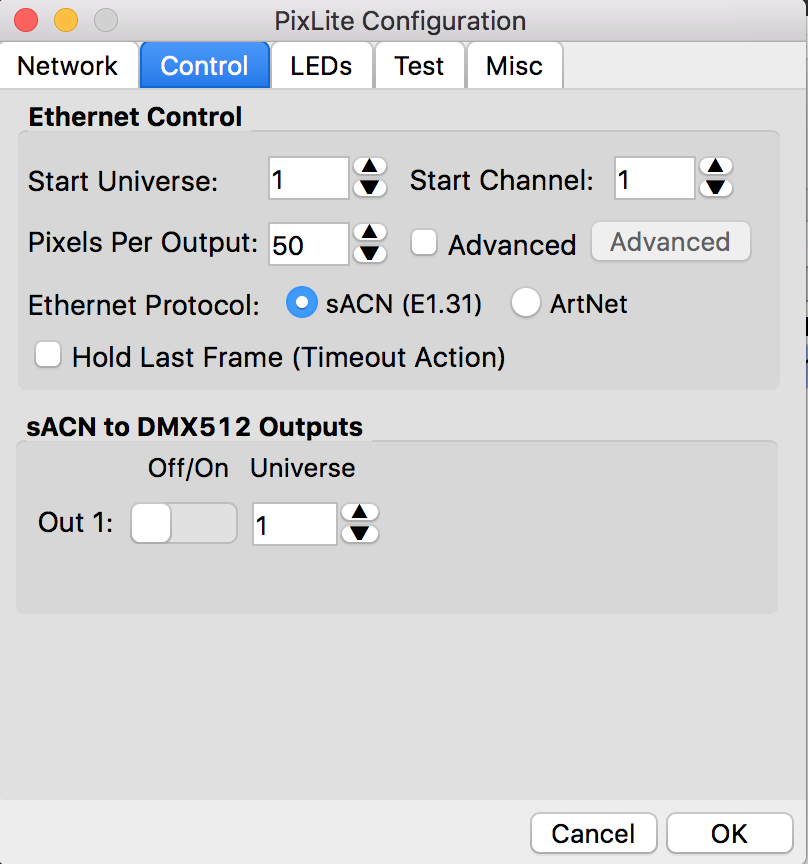 PixLite Configuration
Network Control LEDs Test Misc
Ethernet Control
Start Universe: 1 Start Channel: 1
Pixels Per Output: 50 Advanced Advanced
Ethernet Protocol: sACN (E1.31) ArtNet
Hold Last Frame (Timeout Action)
sACN to DMX512 Outputs
Off/On Universe
Out 1: 1
Cancel OK